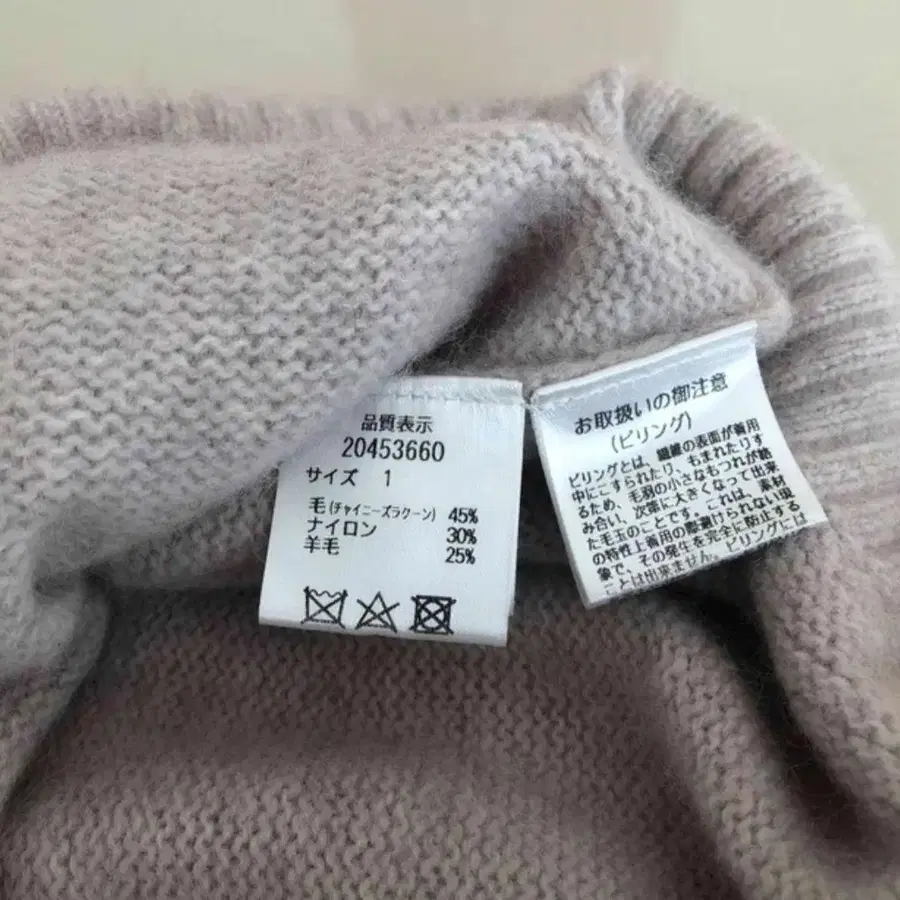 品質表示
20453660
サイズ 1
毛(チャイニーズラクーン) 45%
ナイロン 30%
羊毛 25%
お取扱いの御注意
(ピリング)
ピリングとは、繊維の表面が着用
中にこすられたり、もまれたりす
るため、毛羽の小さなもつれが絡
み合い、次第に大きくなって出来
た毛玉のことです。これは、素材
の特性上着用の際避けられない現
象で、その発生を完全に防止する
ことは出来ません。ピリングには